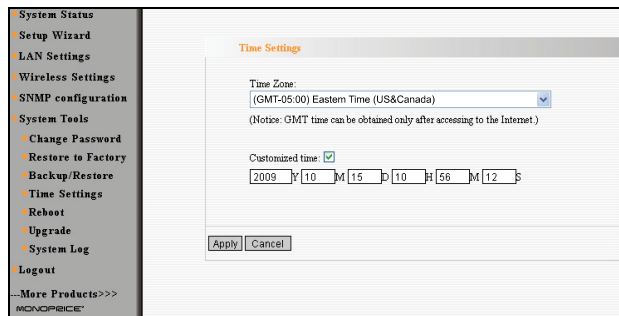 System Status
Setup Wizard
LAN Settings
Wireless Settings
SNMP configuration
System Tools
Change Password
Restore to Factory
Backup/Restore
Time Settings
Reboot
Upgrade
System Log
Logout
---More Products>>>
MONOPRICE
Time Settings
Time Zone:
(GMT-05:00) Eastern Time (US&Canada)
(Notice: GMT time can be obtained only after accessing to the Internet.)
Customized time:
2009 Y 10 M 15 D 10 H 56 M 12 S
Apply Cancel